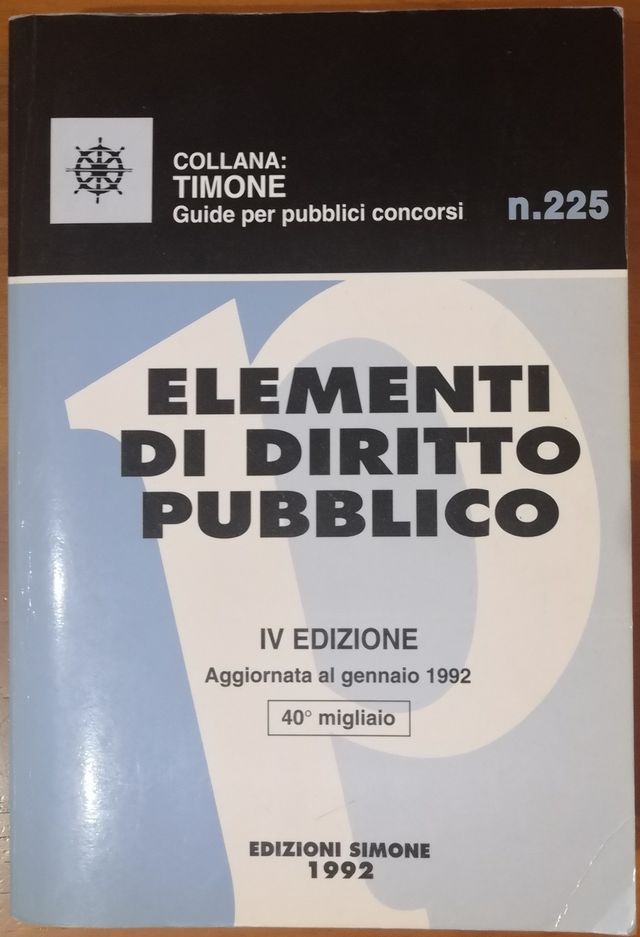 COLLANA:
TIMONE
Guide per pubblici concorsi
n.225
ELEMENTI
DI DIRITTO
PUBBLICO
IV EDIZIONE
Aggiornata al gennaio 1992
40° migliaio
EDIZIONI SIMONE
1992